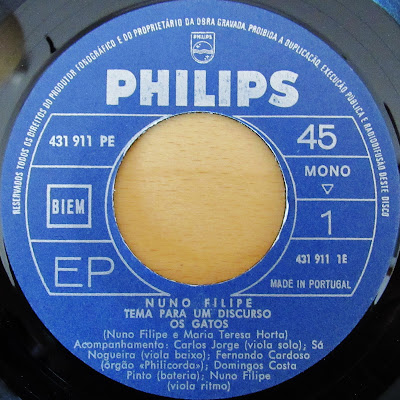 RESERVADOS TODOS OS DIREITOS DO PRODUTOR FONOGRÁFICO E DO PROPRIETÁRIO DA OBRA GRAVADA. PROIBIDA A DUPLICAÇÃO, EXECUÇÃO PÚBLICA E RADIODIFUSÃO DESTE DISCO
PHILIPS
PHILIPS
431 911 PE
45
MONO
BIEM
1
EP
431 911 1E
MADE IN PORTUGAL
NUNO FILIPE
TEMA PARA UM DISCURSO
OS GATOS
(Nuno Filipe e Maria Teresa Horta)
Acompanhamento: Carlos Jorge (viola solo); Sá
Nogueira (viola baixo); Fernando Cardoso
(órgão «Philicorda»); Domingos Costa
Pinto (bateria); Nuno Filipe
(viola ritmo)